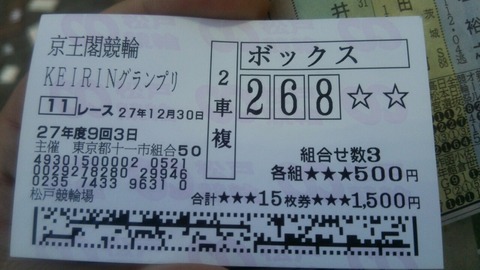 京王閣競輪
KEIRINグランプリ
11レース 27年12月30日
27年度9回3日
主催 東京都十一市組合50
49301500002 0521
0029278280 28946
0235 7433 9631 0
松戸競輪場
2車複
ボックス
268☆☆
組合せ数3
各組★★★500円
合計★★★15枚券★★★1,500円